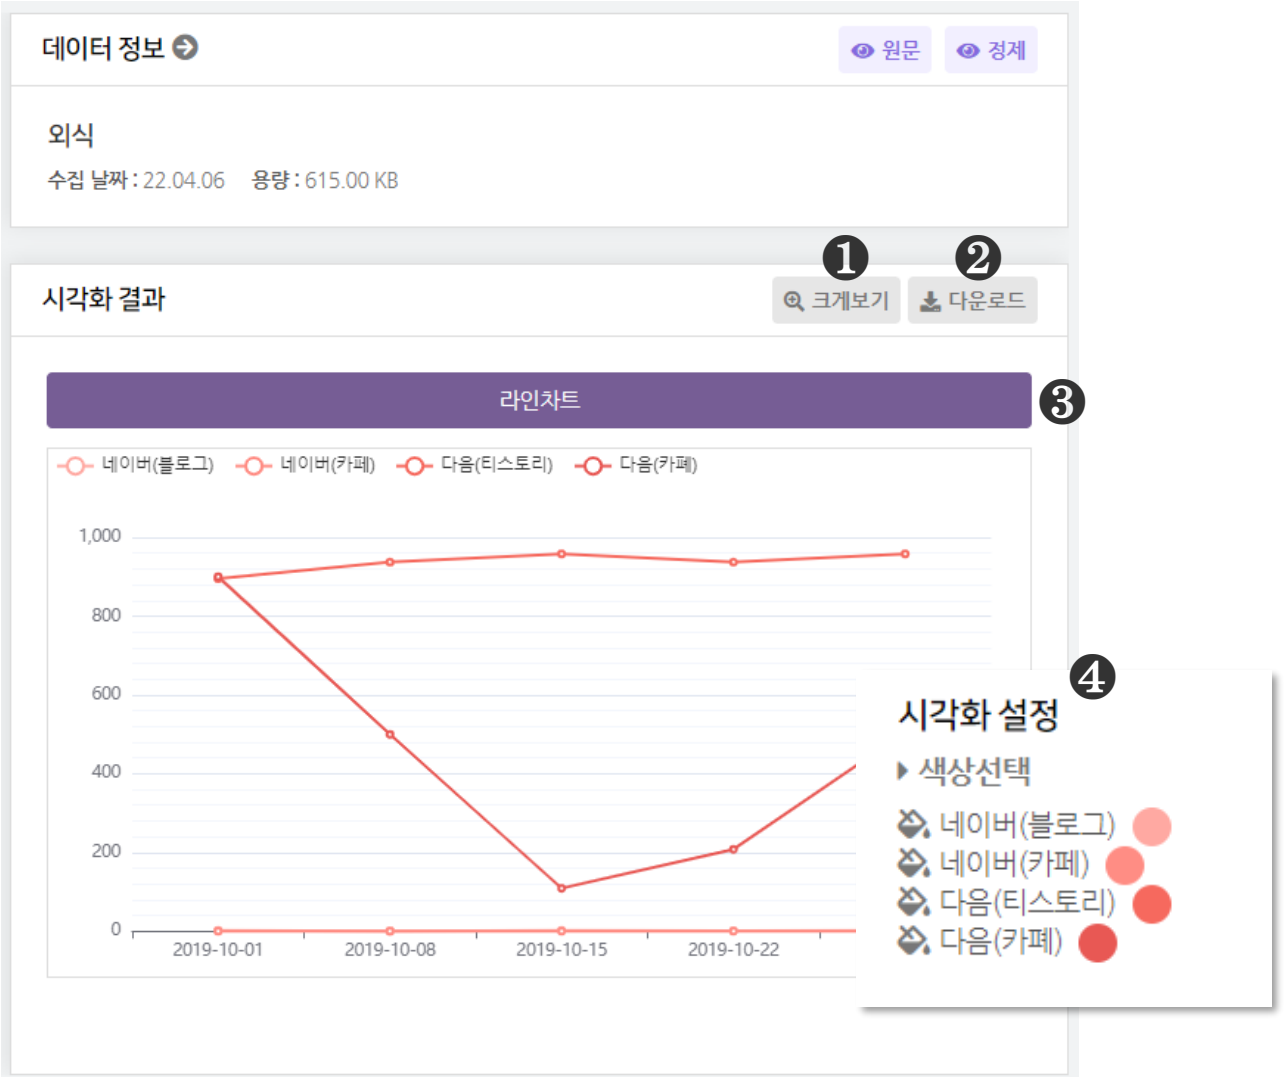 데이터 정보
원문
정제
외식
수집 날짜 : 22.04.06 용량 : 615.00 KB
1
2
시각화 결과
크게보기
다운로드
라인차트
3
네이버(블로그) 네이버(카페) 다음(티스토리) 다음(카페)
1,000
800
600
400
200
0
2019-10-01 2019-10-08 2019-10-15 2019-10-22
4
시각화 설정
색상선택
네이버(블로그)
네이버(카페)
다음(티스토리)
다음(카페)